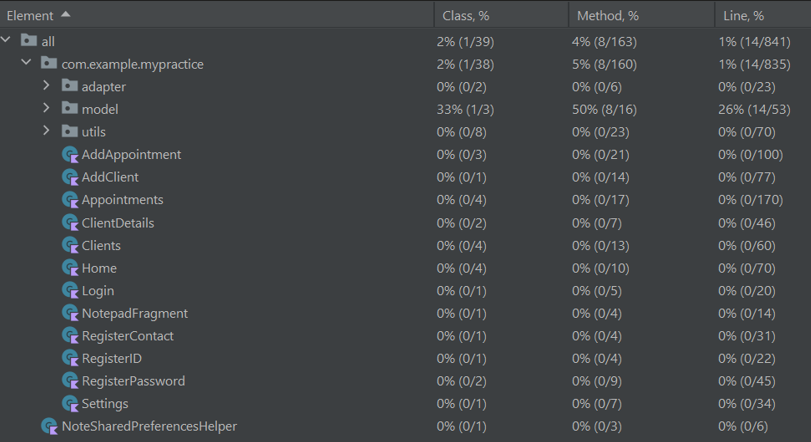 Element Class, % Method, % Line, %
all 2% (1/39) 4% (8/163) 1% (14/841)
com.example.mypractice 2% (1/38) 5% (8/160) 1% (14/835)
adapter 0% (0/2) 0% (0/6) 0% (0/23)
model 33% (1/3) 50% (8/16) 26% (14/53)
utils 0% (0/8) 0% (0/23) 0% (0/70)
AddAppointment 0% (0/3) 0% (0/21) 0% (0/100)
AddClient 0% (0/1) 0% (0/14) 0% (0/77)
Appointments 0% (0/4) 0% (0/17) 0% (0/170)
ClientDetails 0% (0/2) 0% (0/7) 0% (0/46)
Clients 0% (0/4) 0% (0/13) 0% (0/60)
Home 0% (0/4) 0% (0/10) 0% (0/70)
Login 0% (0/1) 0% (0/5) 0% (0/20)
NotepadFragment 0% (0/1) 0% (0/4) 0% (0/14)
RegisterContact 0% (0/1) 0% (0/4) 0% (0/31)
RegisterID 0% (0/1) 0% (0/4) 0% (0/22)
RegisterPassword 0% (0/2) 0% (0/9) 0% (0/45)
Settings 0% (0/1) 0% (0/7) 0% (0/34)
NoteSharedPreferencesHelper 0% (0/1) 0% (0/3) 0% (0/6)